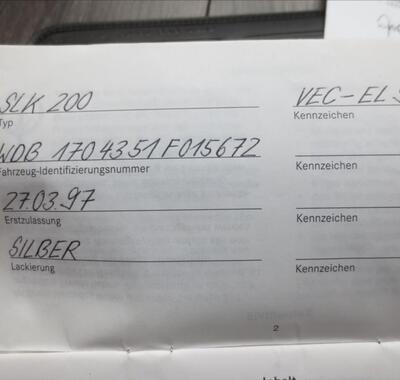 SLK 200 VEC-EL S
Typ Kennzeichen
WDB 1704351F015672
Fahrzeug-Identifizierungsnummer Kennzeichen
27.03.97
Erstzulassung Kennzeichen
SILBER
Lackierung Kennzeichen
2